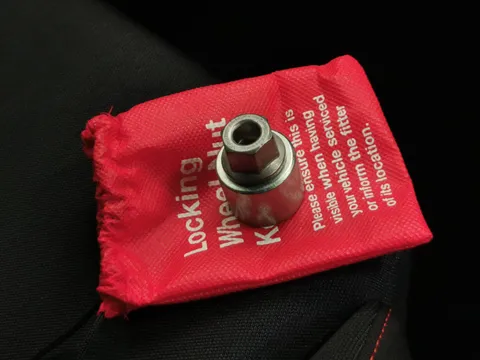 Locking
Wheel Nut
K
Please ensure this is
visible when having
your vehicle serviced
or inform the fitter
of its location.